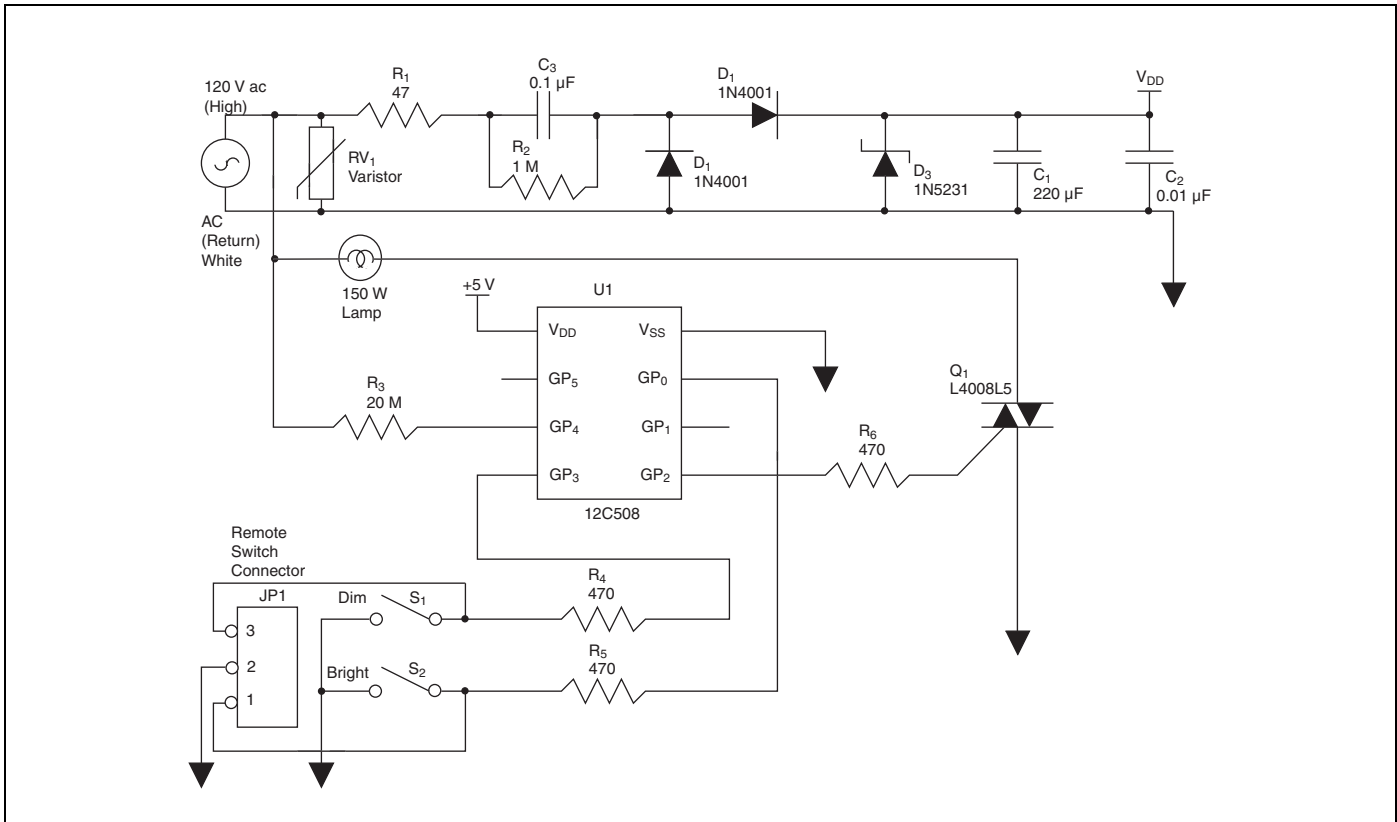 120 V ac
(High)
R1
47
C3
0.1 µF
D1
1N4001
VDD
RV1
Varistor
R2
1 M
D1
1N4001
D3
1N5231
C1
220 µF
C2
0.01 µF
AC
(Return)
White
150 W
Lamp
+5 V
U1
VDD
VSS
GP5
GP0
R3
20 M
GP4
GP1
GP3
GP2
12C508
Q1
L4008L5
R6
470
Remote
Switch
Connector
JP1
3
2
1
Dim
S1
R4
470
Bright
S2
R5
470